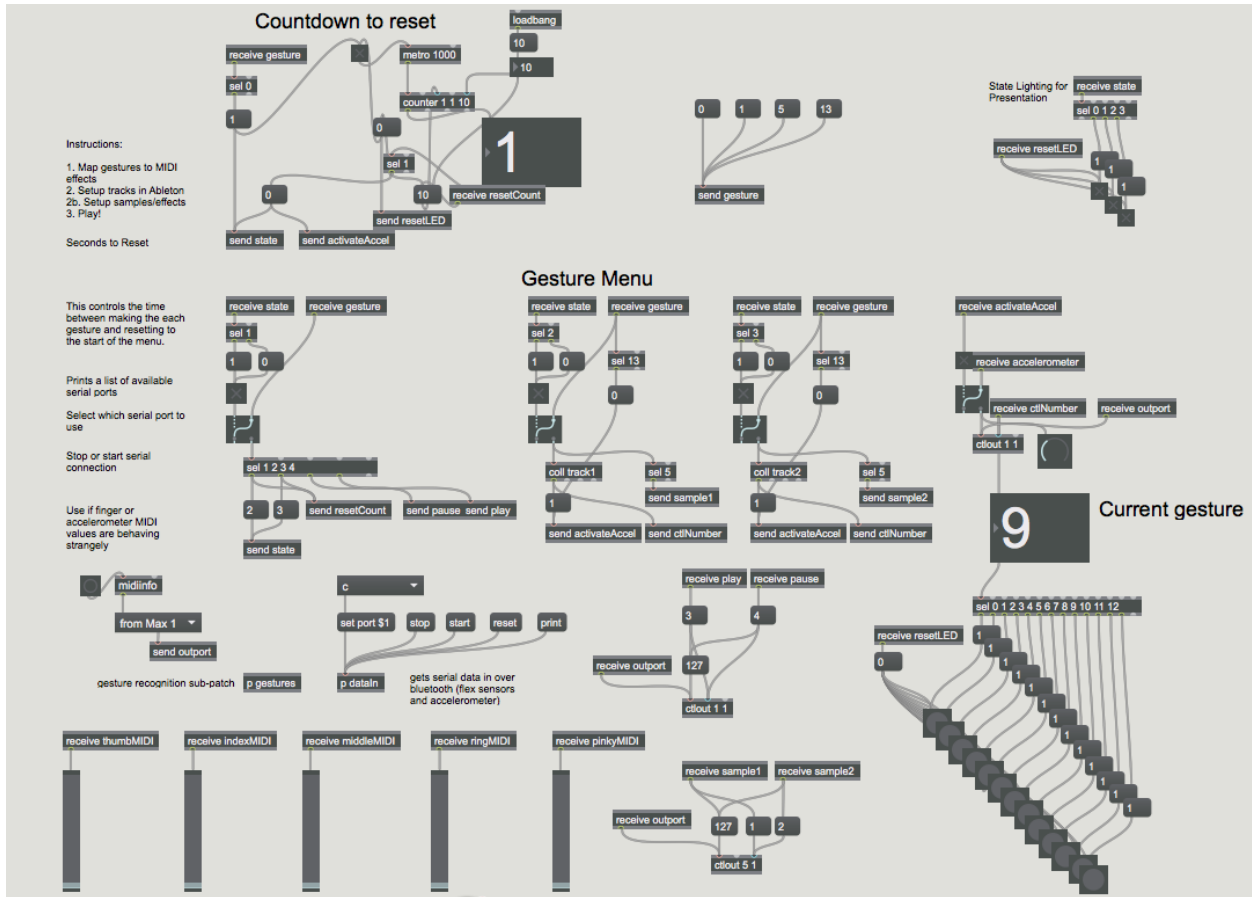 Countdown to reset
loadbang
10
receive gesture
metro 1000
10
sel 0
counter 1 1 10
1
0
1
sel 1
Instructions:
1. Map gestures to MIDI
effects
2. Setup tracks in Ableton
2b. Setup samples/effects
3. Play!
0
10
receive resetCount
send resetLED
Seconds to Reset
send state
send activateAccel
0
1
5
13
send gesture
State Lighting for
Presentation
receive state
sel 0 1 2 3
receive resetLED
1
1
1
Gesture Menu
This controls the time
between making the each
gesture and resetting to
the start of the menu.
Prints a list of available
serial ports
Select which serial port to
use
Stop or start serial
connection
Use if finger or
accelerometer MIDI
values are behaving
strangely
receive state
receive gesture
sel 1
1
0
sel 1 2 3 4
2
3
send resetCount
send pause
send play
send state
receive state
receive gesture
sel 2
1
0
sel 13
0
coll track1
sel 5
1
send sample1
send activateAccel
send ctlNumber
receive state
receive gesture
sel 3
1
0
sel 13
0
coll track2
sel 5
1
send sample2
send activateAccel
send ctlNumber
receive activateAccel
receive accelerometer
receive ctlNumber
receive outport
ctlout 1 1
9
Current gesture
sel 0 1 2 3 4 5 6 7 8 9 10 11 12
receive resetLED
0
1
1
1
1
1
1
1
1
1
1
1
1
midiinfo
from Max 1
send outport
c
set port $1
stop
start
reset
print
gesture recognition sub-patch
p gestures
p dataIn
gets serial data in over
bluetooth (flex sensors
and accelerometer)
receive play
receive pause
3
4
receive outport
127
ctlout 1 1
receive thumbMIDI
receive indexMIDI
receive middleMIDI
receive ringMIDI
receive pinkyMIDI
receive sample1
receive sample2
receive outport
127
1
2
ctlout 5 1